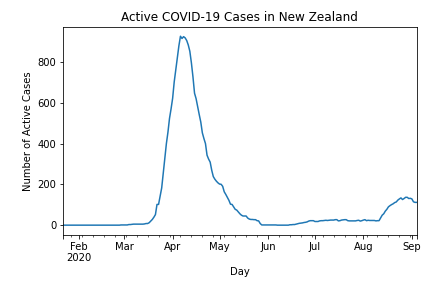 Active COVID-19 Cases in New Zealand
Number of Active Cases
800
600
400
200
0
Feb Mar Apr May Jun Jul Aug Sep
2020
Day